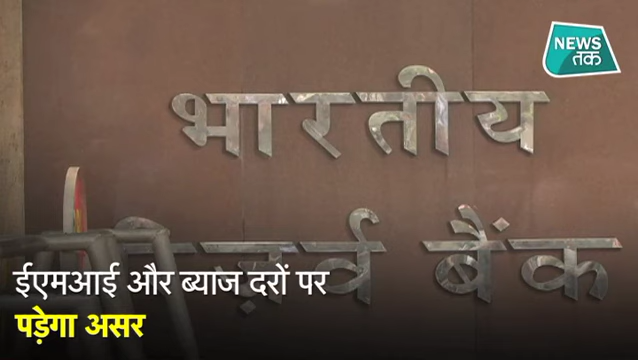 NEWS
तक
भारतीय
रिज़र्व बैंक
ईएमआई और ब्याज दरों पर
पड़ेगा असर